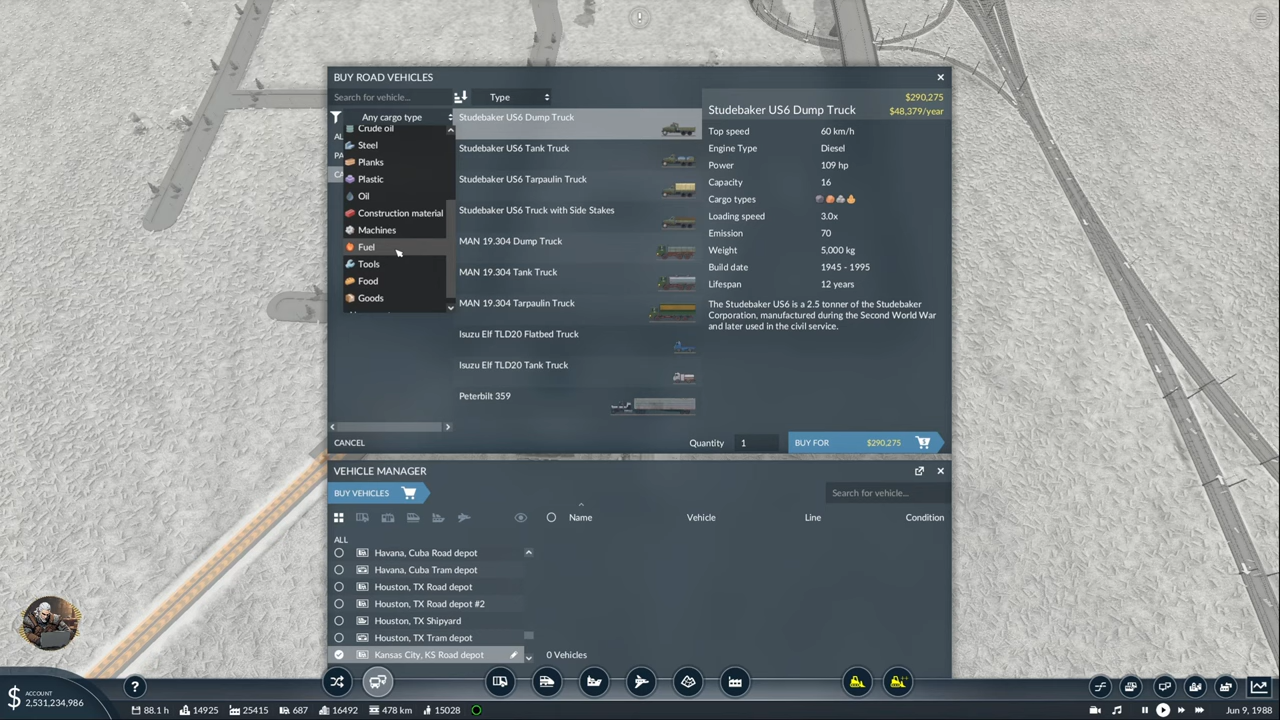 BUY ROAD VEHICLES
Search for vehicle...
Type
Any cargo type
Crude oil
Steel
Planks
Plastic
Oil
Construction material
Machines
Fuel
Tools
Food
Goods
Studebaker US6 Dump Truck
Studebaker US6 Tank Truck
Studebaker US6 Tarpaulin Truck
Studebaker US6 Truck with Side Stakes
MAN 19.304 Dump Truck
MAN 19.304 Tank Truck
MAN 19.304 Tarpaulin Truck
Isuzu Elf TLD20 Flatbed Truck
Isuzu Elf TLD20 Tank Truck
Peterbilt 359
$290,275
Studebaker US6 Dump Truck
$48,379/year
Top speed 60 km/h
Engine Type Diesel
Power 109 hp
Capacity 16
Cargo types
Loading speed 3.0x
Emission 70
Weight 5,000 kg
Build date 1945 - 1995
Lifespan 12 years
The Studebaker US6 is a 2.5 tonner of the Studebaker
Corporation, manufactured during the Second World War
and later used in the civil service.
CANCEL
Quantity 1
BUY FOR $290,275
VEHICLE MANAGER
BUY VEHICLES
Search for vehicle...
Name Vehicle Line Condition
ALL
Havana, Cuba Road depot
Havana, Cuba Tram depot
Houston, TX Road depot
Houston, TX Road depot #2
Houston, TX Shipyard
Houston, TX Tram depot
Kansas City, KS Road depot
0 Vehicles
$ ACCOUNT
2,531,234,986
?
88.1 h 14925 25415 687 16492 478 km 15028
Jun 9, 1988